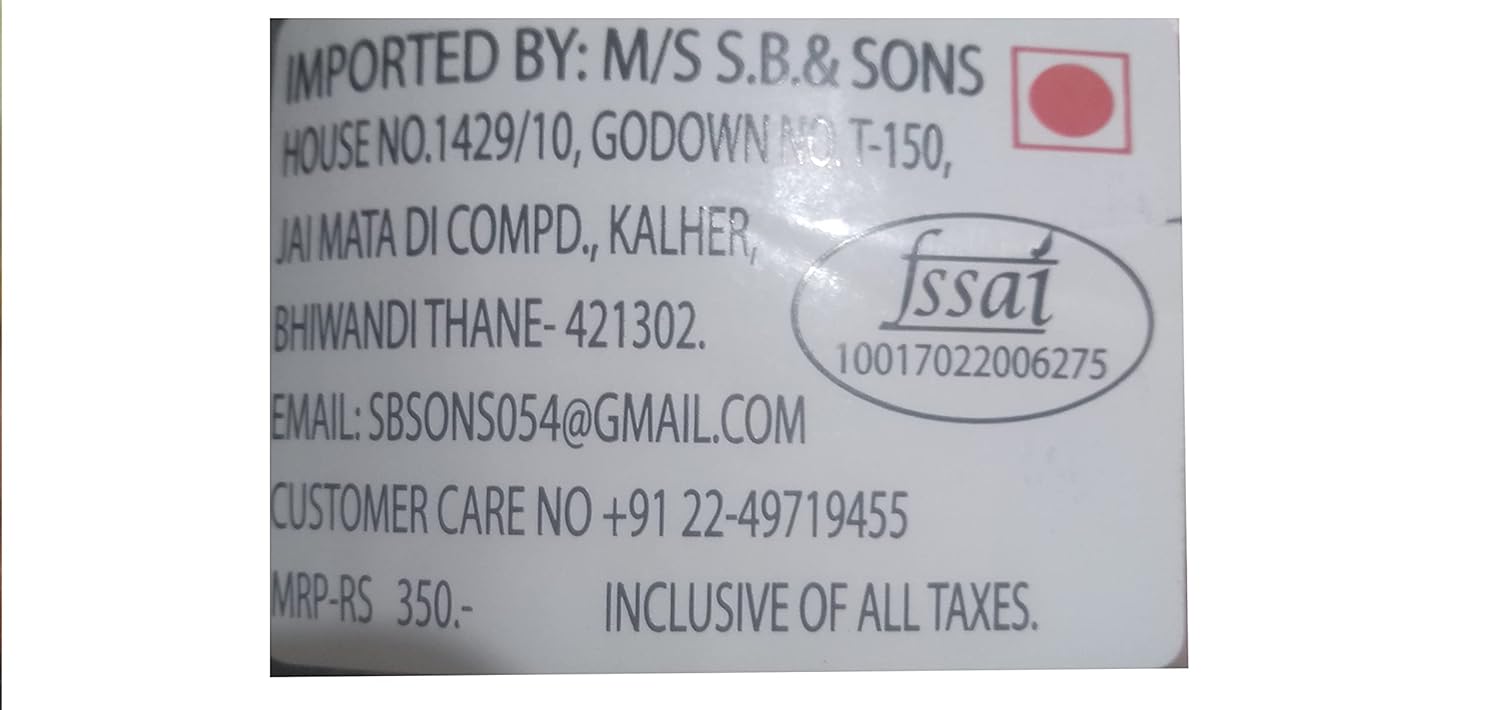 IMPORTED BY: M/S S.B.& SONS
HOUSE NO.1429/10, GODOWN NO. T-150,
JAI MATA DI COMPD., KALHER,
BHIWANDI THANE- 421302.
fssai
10017022006275
EMAIL: SBSONS054@GMAIL.COM
CUSTOMER CARE NO +91 22-49719455
MRP-RS 350.- INCLUSIVE OF ALL TAXES.